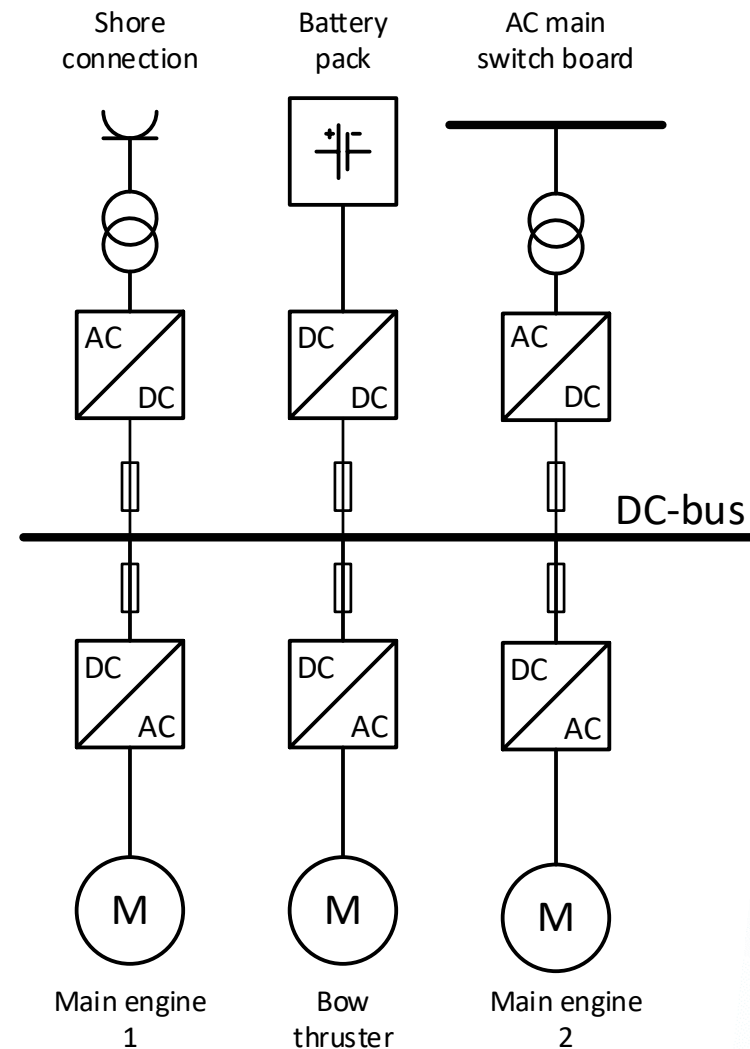 Shore
connection
Battery
pack
AC main
switch board
+ -
AC
DC
DC
DC
AC
DC
DC-bus
DC
AC
DC
AC
DC
AC
M
M
M
Main engine
1
Bow
thruster
Main engine
2